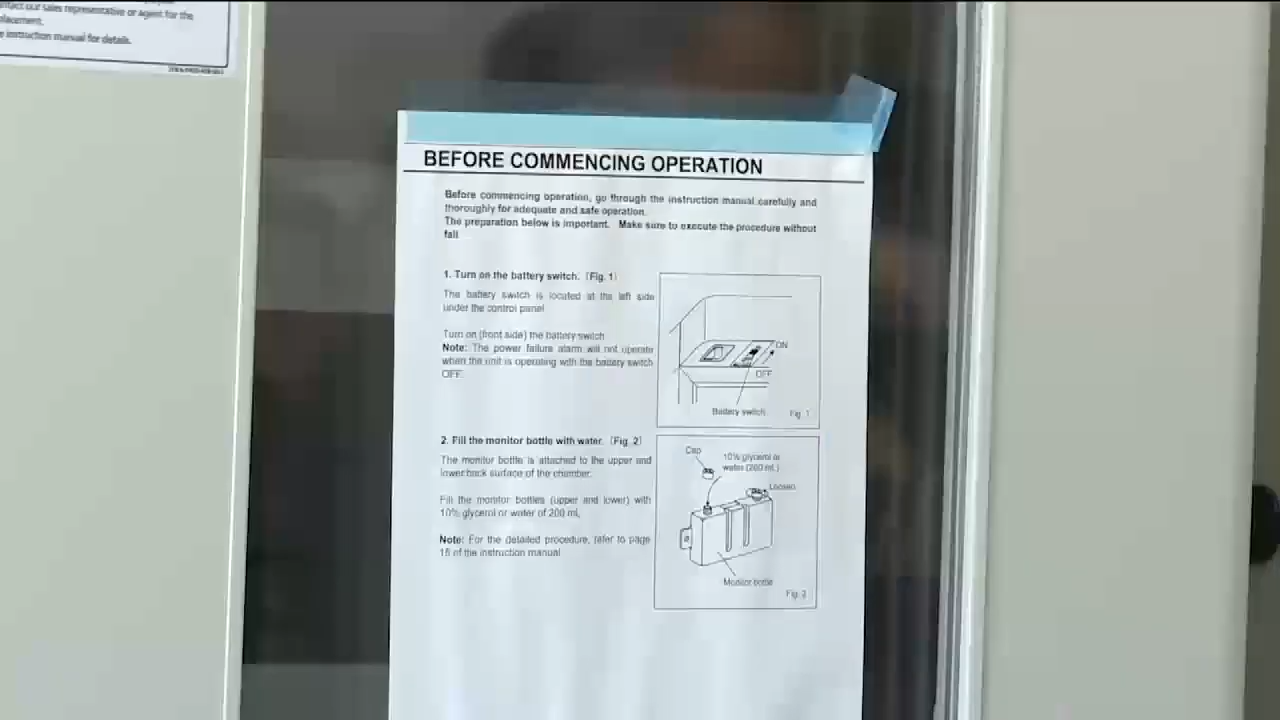 ntact our sales representative or agent for the
placement.
e instruction manual for details.
BEFORE COMMENCING OPERATION
Before commencing operation, go through the instruction manual carefully and
thoroughly for adequate and safe operation.
The preparation below is important. Make sure to execute the procedure without
fail
1. Turn on the battery switch. (Fig. 1)
The battery switch is located at the left side
under the control panel
Turn on (front side) the battery switch
Note: The power failure alarm will not operate
when the unit is operating with the battery switch
OFF.
ON
OFF
Battery switch
Fig. 1
2. Fill the monitor bottle with water. (Fig. 2)
The monitor bottle is attached to the upper and
lower back surface of the chamber.
Fill the monitor bottles (upper and lower) with
10% glycerol or water of 200 mL
Note: For the detailed procedure, refer to page
of the instruction manual
Cap
10% glycerol or
water (200 mL)
Loosen
Monitor bottle
Fig. 2